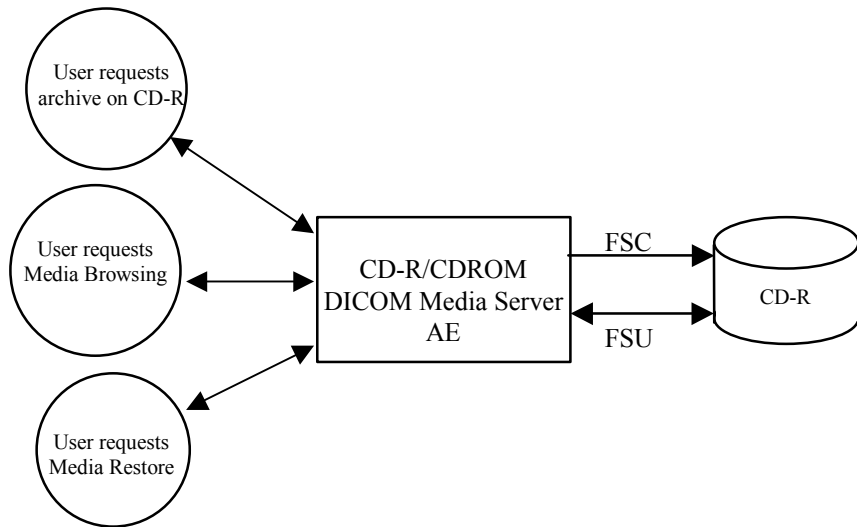 User requests
archive on CD-R
User requests
Media Browsing
User requests
Media Restore
CD-R/CDROM
DICOM Media Server
AE
FSC
FSU
CD-R